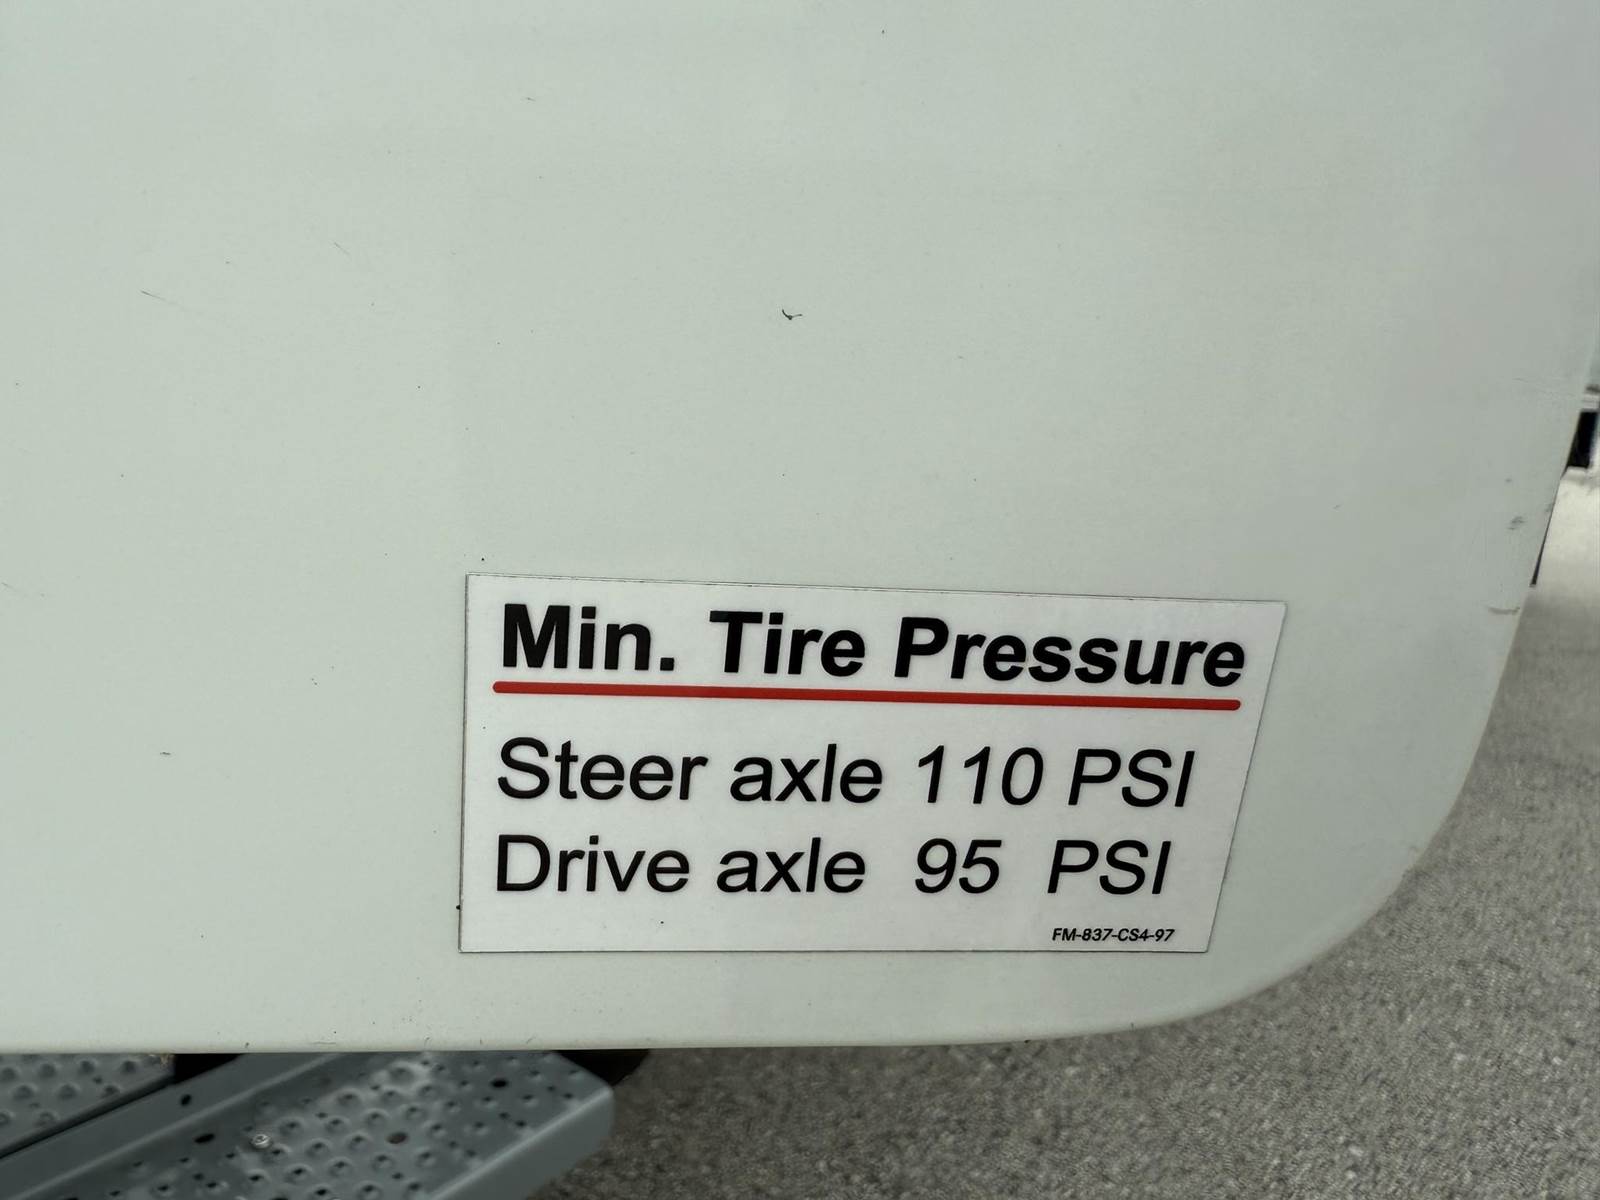 Min. Tire Pressure
Steer axle 110 PSI
Drive axle 95 PSI
FM-837-CS4-97